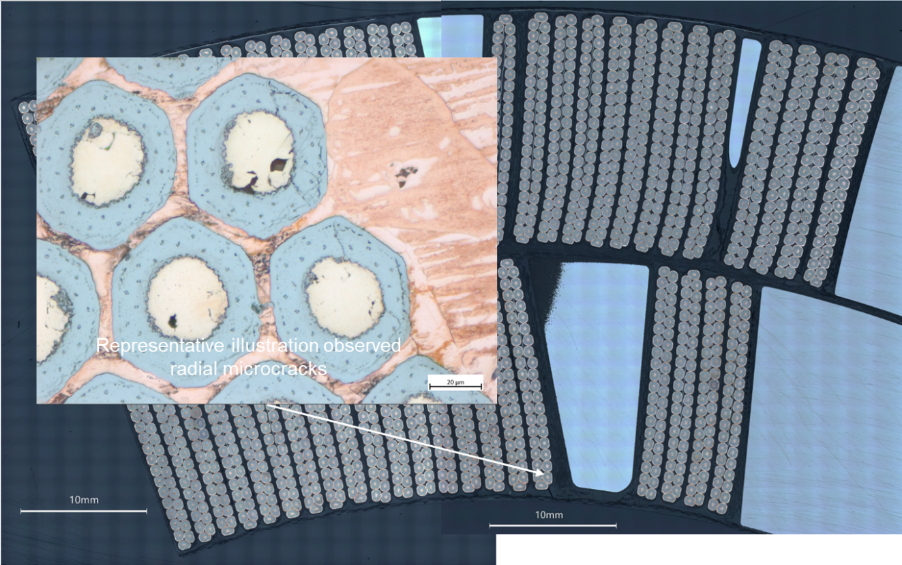 Representative illustration observed
radial microcracks
20 µm
10mm
10mm